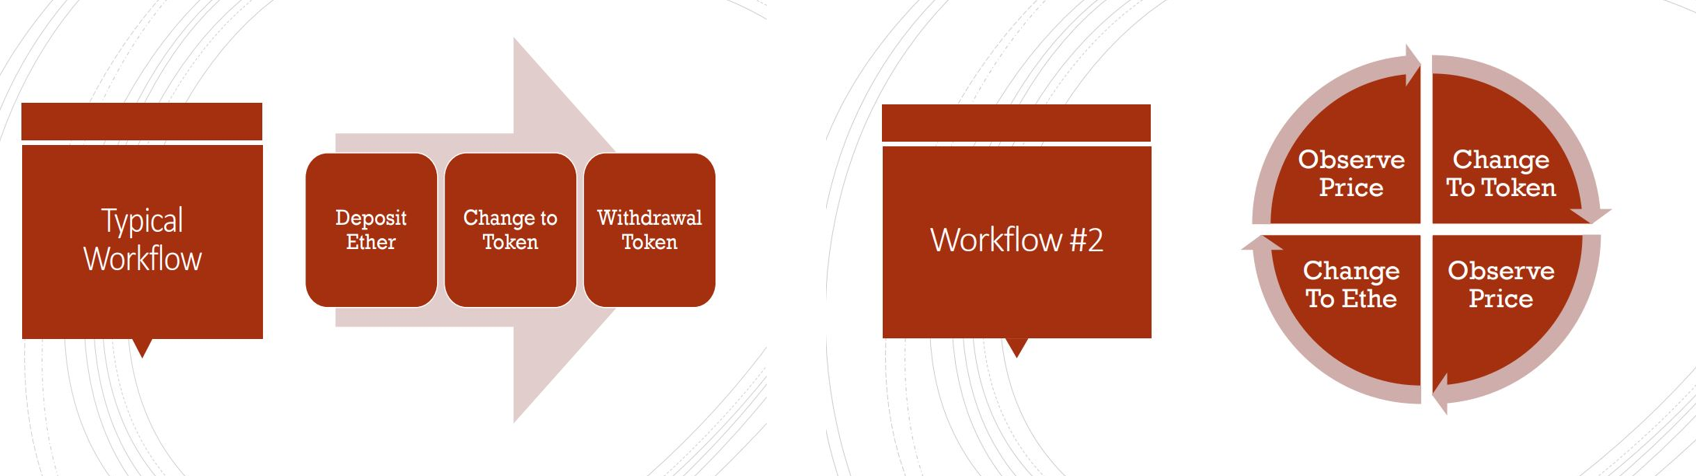 Typical
Workflow
Deposit
Ether
Change to
Token
Withdrawal
Token
Workflow #2
Observe
Price
Change
To Token
Change
To Ethe
Observe
Price